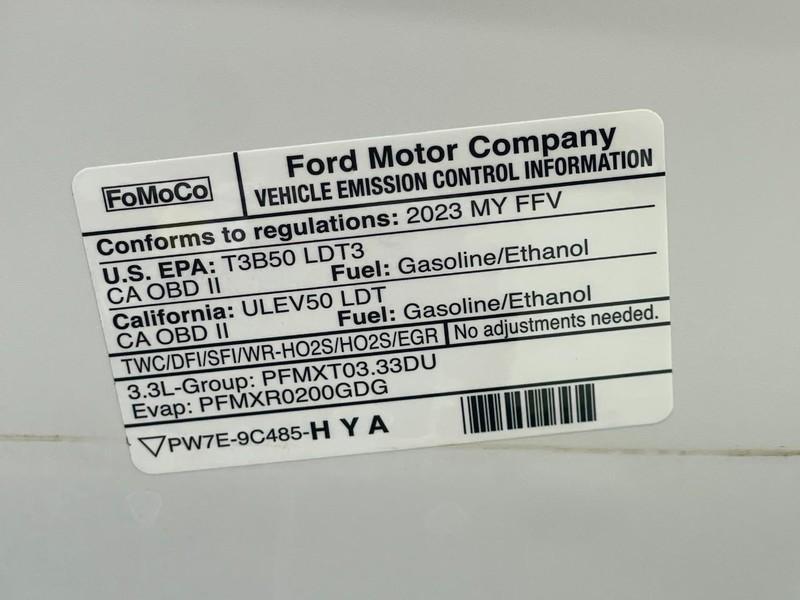 FoMoCo
Ford Motor Company
VEHICLE EMISSION CONTROL INFORMATION
Conforms to regulations: 2023 MY FFV
U.S. EPA: T3B50 LDT3
CA OBD II Fuel: Gasoline/Ethanol
California: ULEV50 LDT
CA OBD II Fuel: Gasoline/Ethanol
TWC/DFI/SFI/WR-HO2S/HO2S/EGR No adjustments needed.
3.3L-Group: PFMXT03.33DU
Evap: PFMXR0200GDG
PW7E-9C485-HYA